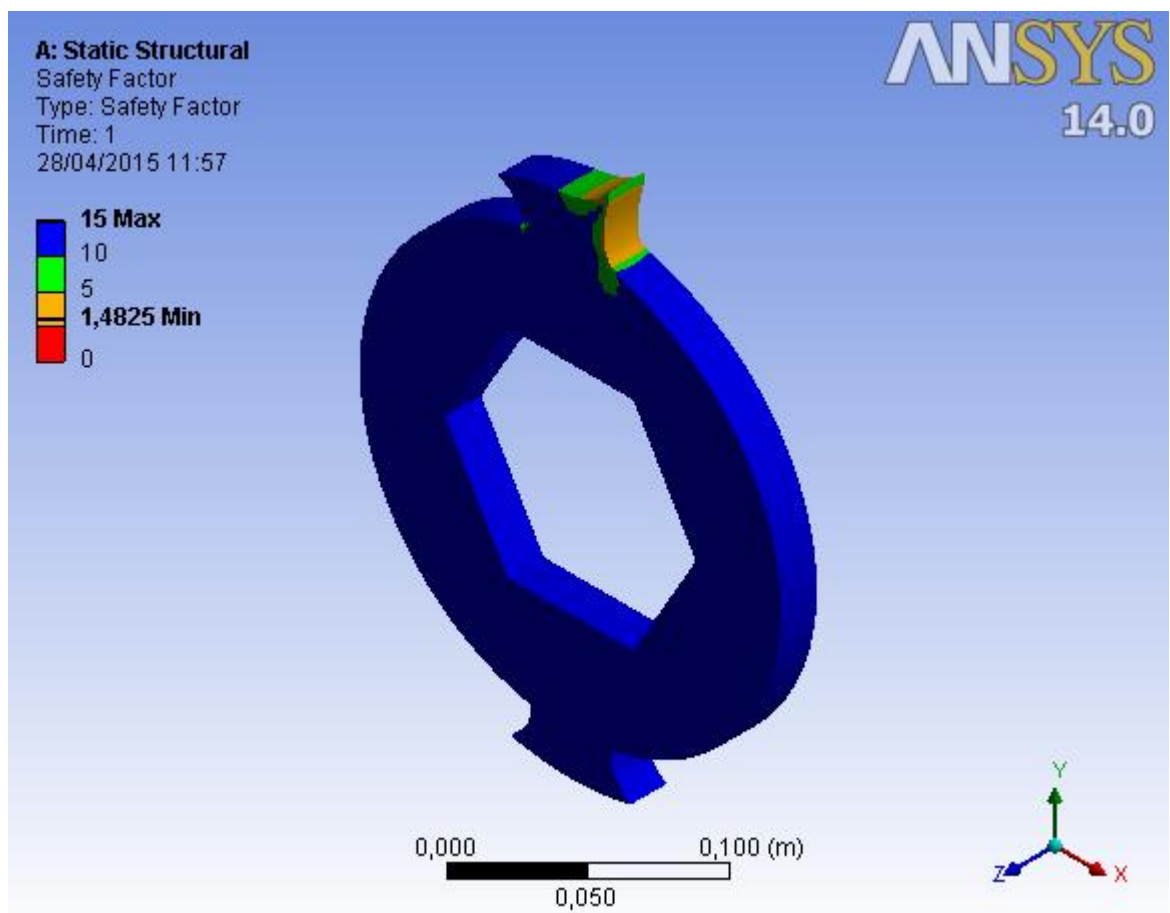 A: Static Structural
Safety Factor
Type: Safety Factor
Time: 1
28/04/2015 11:57
ANSYS
14.0
15 Max
10
5
1,4825 Min
0
0,000
0,100 (m)
0,050
Y
Z
X